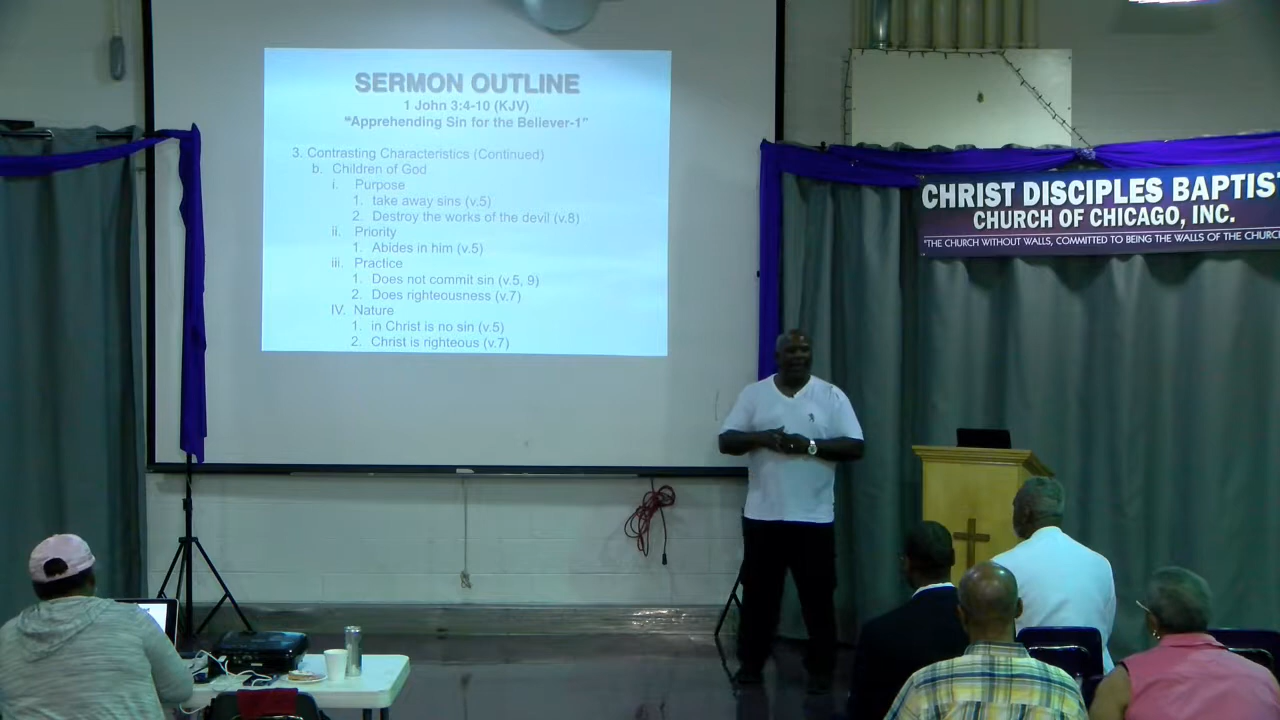 SERMON OUTLINE
1 John 3:4-10 (KJV)
“Apprehending Sin for the Believer-1”
3. Contrasting Characteristics (Continued)
b. Children of God
i. Purpose
1. take away sins (v.5)
2. Destroy the works of the devil (v.8)
ii. Priority
1. Abides in him (v.5)
iii. Practice
1. Does not commit sin (v.5, 9)
2. Does righteousness (v.7)
IV. Nature
1. in Christ is no sin (v.5)
2. Christ is righteous (v.7)
CHRIST DISCIPLES BAPTIST
CHURCH OF CHICAGO, INC.
"THE CHURCH WITHOUT WALLS, COMMITTED TO BEING THE WALLS OF THE CHURCH